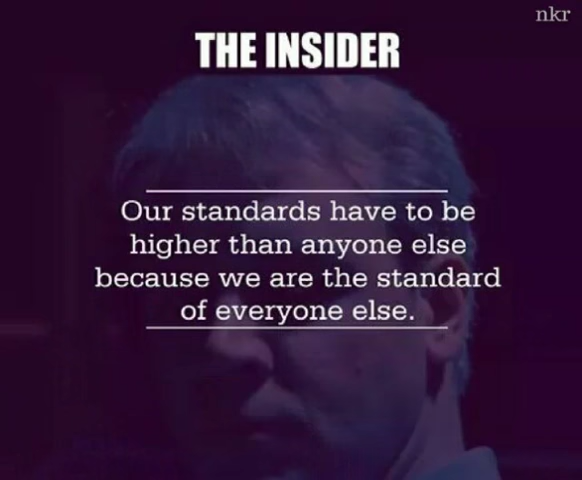 nkr
THE INSIDER
Our standards have to be
higher than anyone else
because we are the standard
of everyone else.